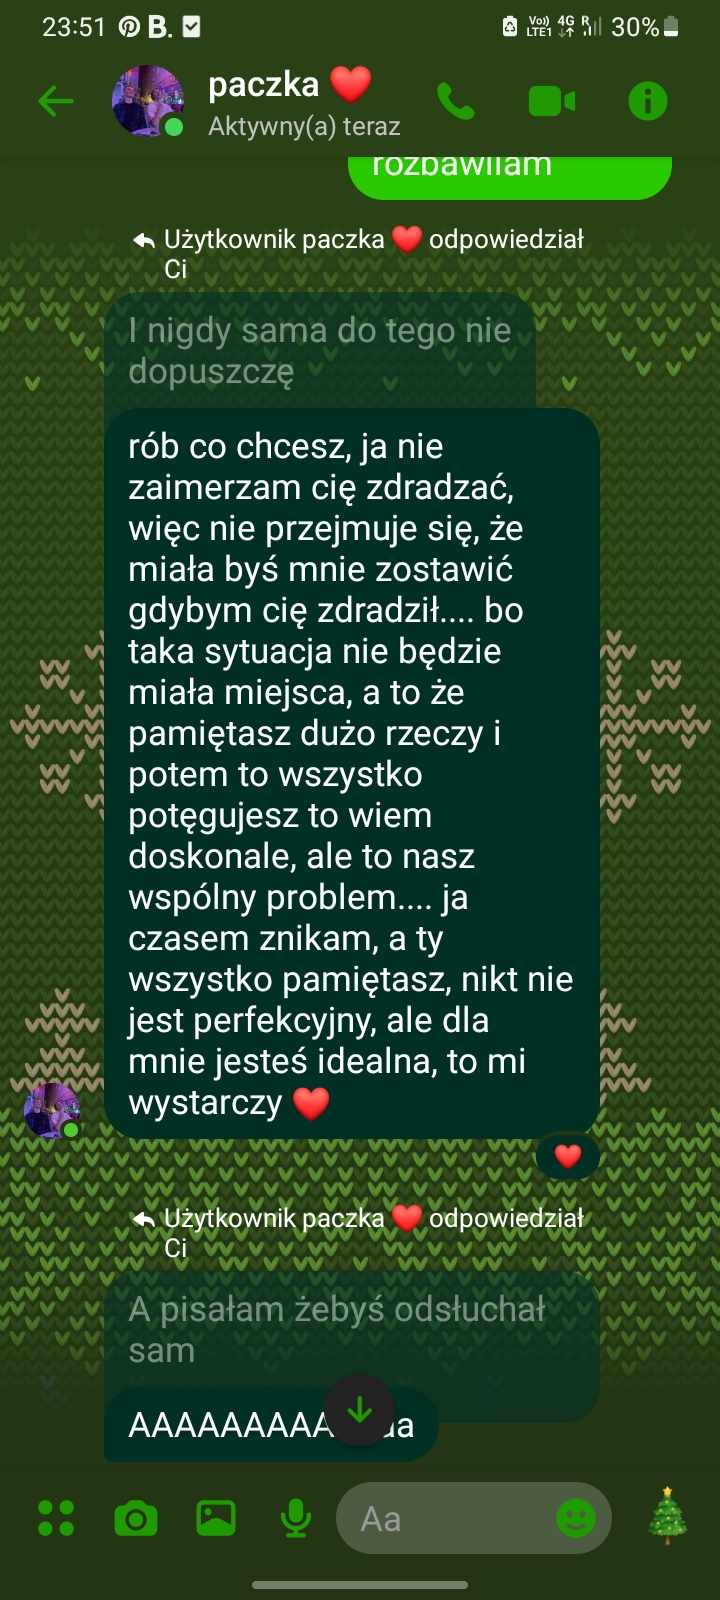 23:51 B. Vo)) LTE1 4G R 30%
paczka ❤️
Aktywny(a) teraz
rozbawiłam
Użytkownik paczka ❤️ odpowiedział
Ci
I nigdy sama do tego nie
dopuszczę
rób co chcesz, ja nie
zaimerzam cię zdradzać,
więc nie przejmuje się, że
miała byś mnie zostawić
gdybym cię zdradził.... bo
taka sytuacja nie będzie
miała miejsca, a to że
pamiętasz dużo rzeczy i
potem to wszystko
potęgujesz to wiem
doskonale, ale to nasz
wspólny problem.... ja
czasem znikam, a ty
wszystko pamiętasz, nikt nie
jest perfekcyjny, ale dla
mnie jesteś idealna, to mi
wystarczy ❤️
Użytkownik paczka ❤️ odpowiedział
Ci
A pisałam żebyś odsłuchał
sam
Aa